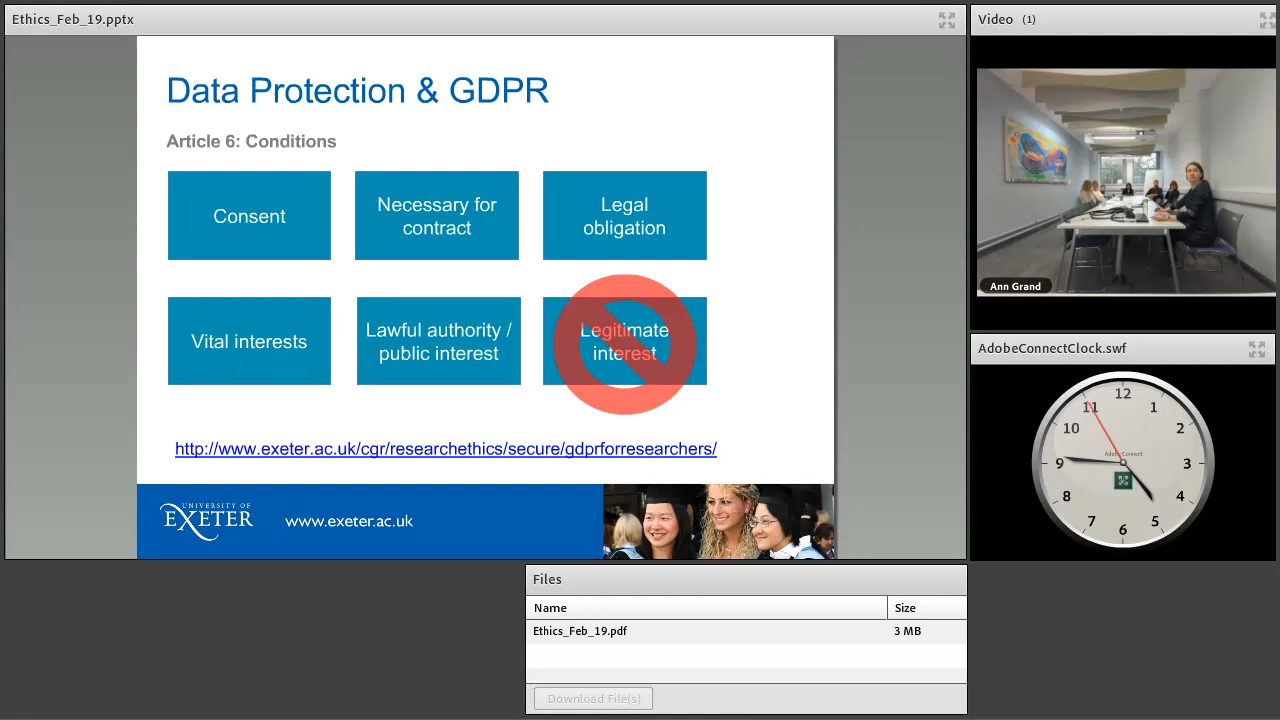 Ethics_Feb_19.pptx
Data Protection & GDPR
Article 6: Conditions
Consent
Necessary for
contract
Legal
obligation
Vital interests
Lawful authority /
public interest
Legitimate
interest
http://www.exeter.ac.uk/cgr/researchethics/secure/gdprforresearchers/
UNIVERSITY OF
EXETER
www.exeter.ac.uk
Video (1)
Ann Grand
AdobeConnectClock.swf
12
1
2
3
4
5
6
7
8
9
10
11
Adobe Connect
Files
Name Size
Ethics_Feb_19.pdf 3 MB
Download File(s)